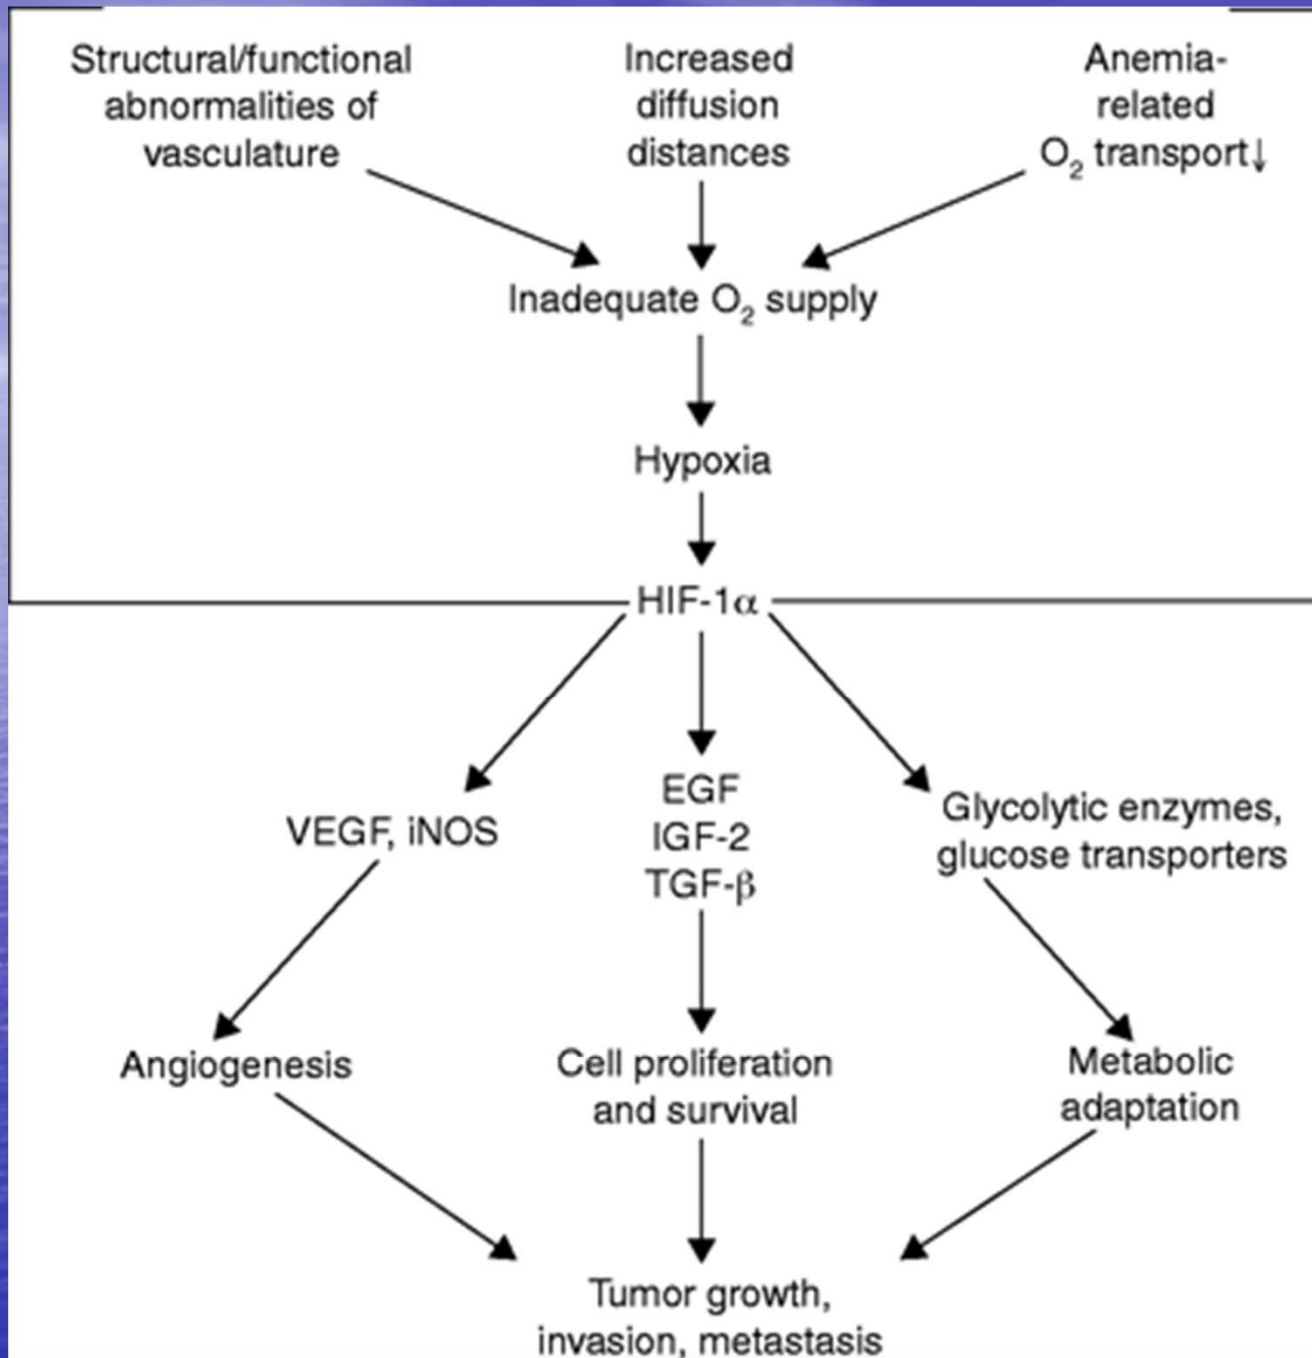 Structural/functional
abnormalities of
vasculature
Increased
diffusion
distances
Anemia-
related
O₂ transport↓
Inadequate O₂ supply
Hypoxia
HIF-1α
VEGF, iNOS
EGF
IGF-2
TGF-β
Glycolytic enzymes,
glucose transporters
Angiogenesis
Cell proliferation
and survival
Metabolic
adaptation
Tumor growth,
invasion, metastasis